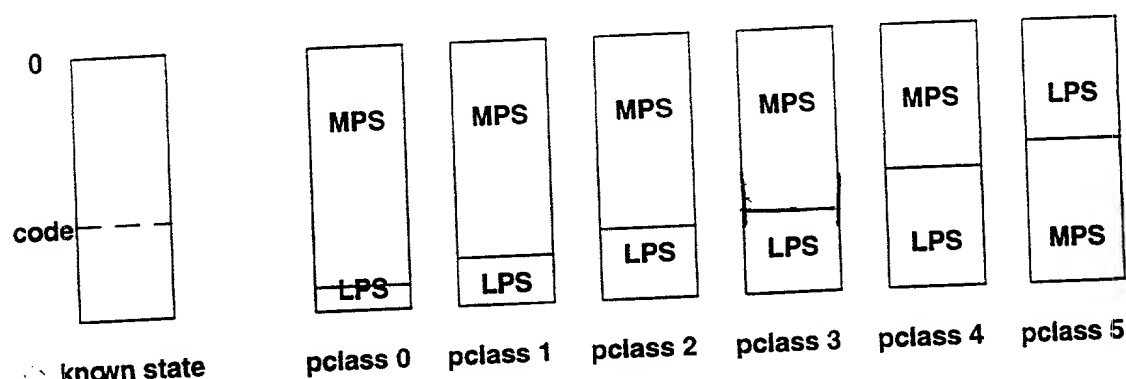 0
code
known state
MPS
LPS
pclass 0
MPS
LPS
pclass 1
MPS
LPS
pclass 2
MPS
LPS
pclass 3
MPS
LPS
pclass 4
LPS
MPS
pclass 5